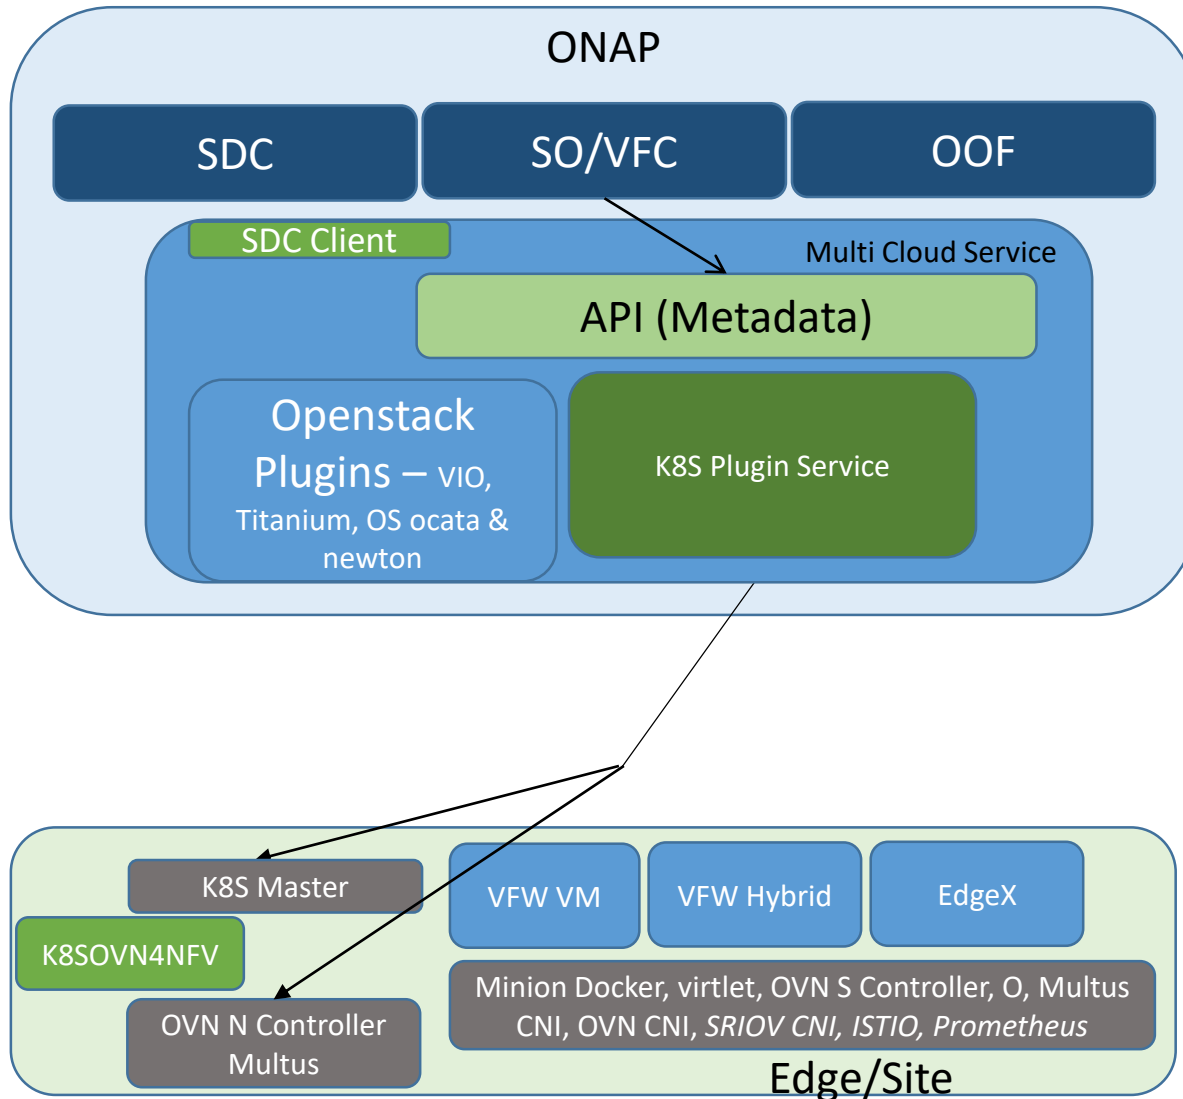 ONAP
SDC
SO/VFC
OOF
SDC Client
Multi Cloud Service
API (Metadata)
Openstack
Plugins – VIO,
Titanium, OS ocata &
newton
K8S Plugin Service
K8S Master
VFW VM
VFW Hybrid
EdgeX
K8SOVN4NFV
OVN N Controller
Multus
Minion Docker, virtlet, OVN S Controller, O, Multus
CNI, OVN CNI, SRIOV CNI, ISTIO, Prometheus
Edge/Site